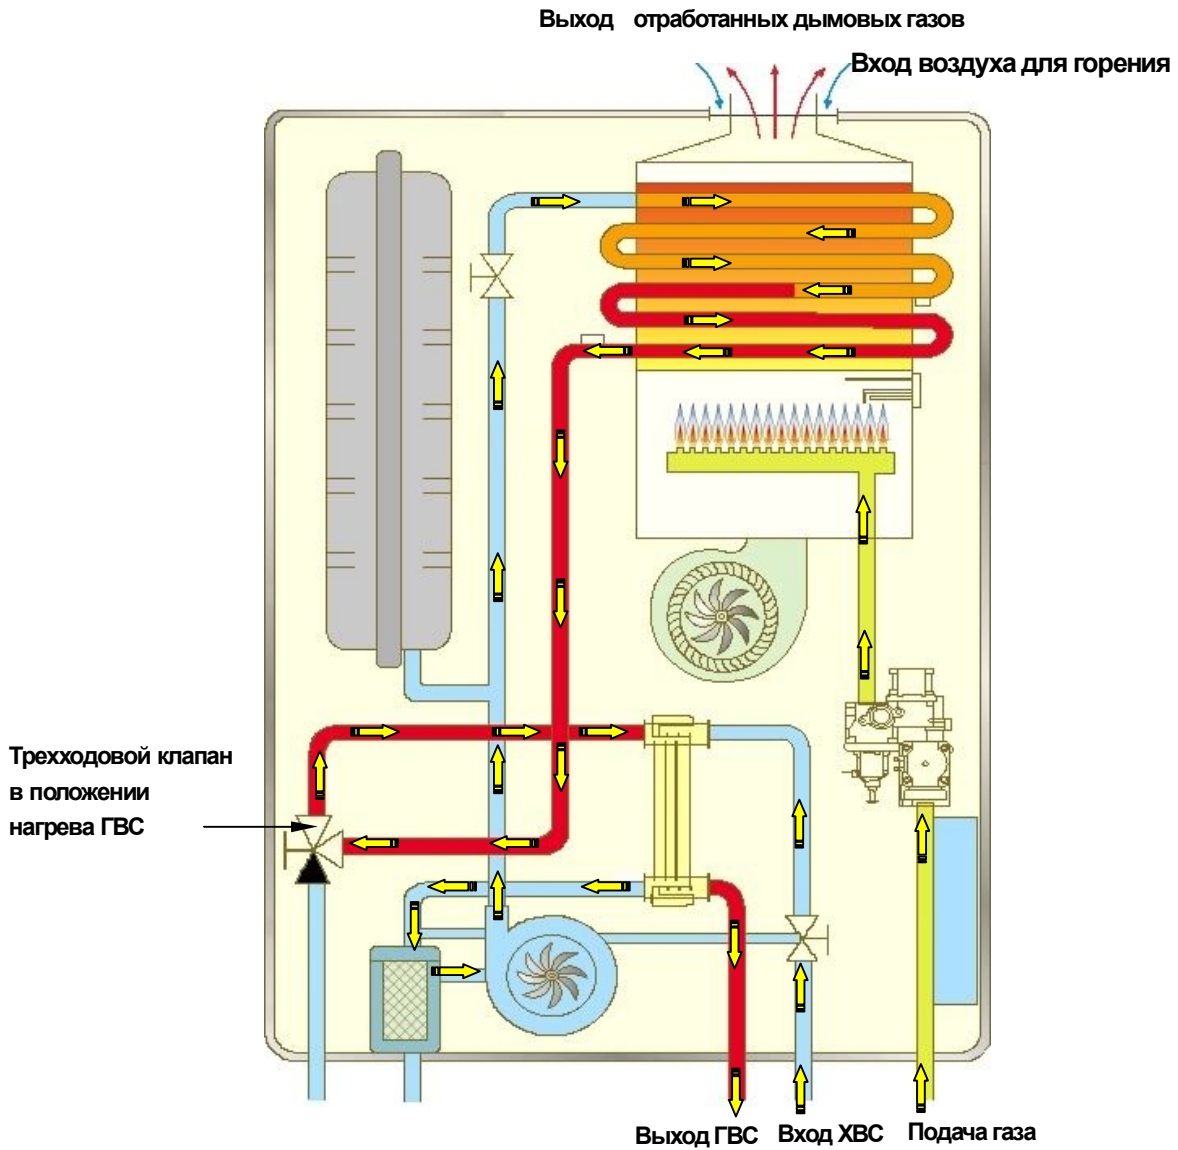 Выход отработанных дымовых газов
Вход воздуха для горения
Трехходовой клапан
в положении
нагрева ГВС
Выход ГВС
Вход ХВС
Подача газа